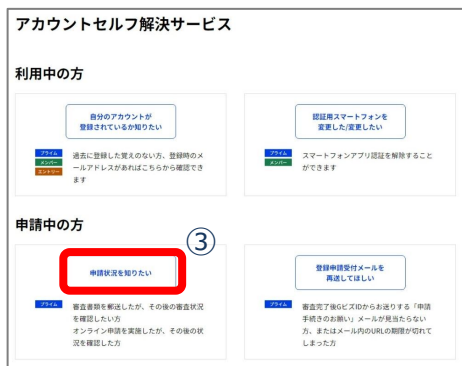 アカウントセルフ解決サービス
利用中の方
自分のアカウントが
登録されているか知りたい
プライム
メンバー
エントリー
過去に登録した覚えのない方、登録時のメ
ールアドレスがあればこちらから確認でき
ます
認証用スマートフォンを
変更した/変更したい
プライム
メンバー
スマートフォンアプリ認証を解除すること
ができます
申請中の方
③
申請状況を知りたい
プライム
審査書類を郵送したが、その後の審査状況
を確認したい方
オンライン申請を実施したが、その後の状
況を確認した方
登録申請受付メールを
再送してほしい
プライム
審査完了後GビズIDからお送りする「申請
手続きのお願い」メールが見当たらない
方、またはメール内のURLの期限が切れて
しまった方